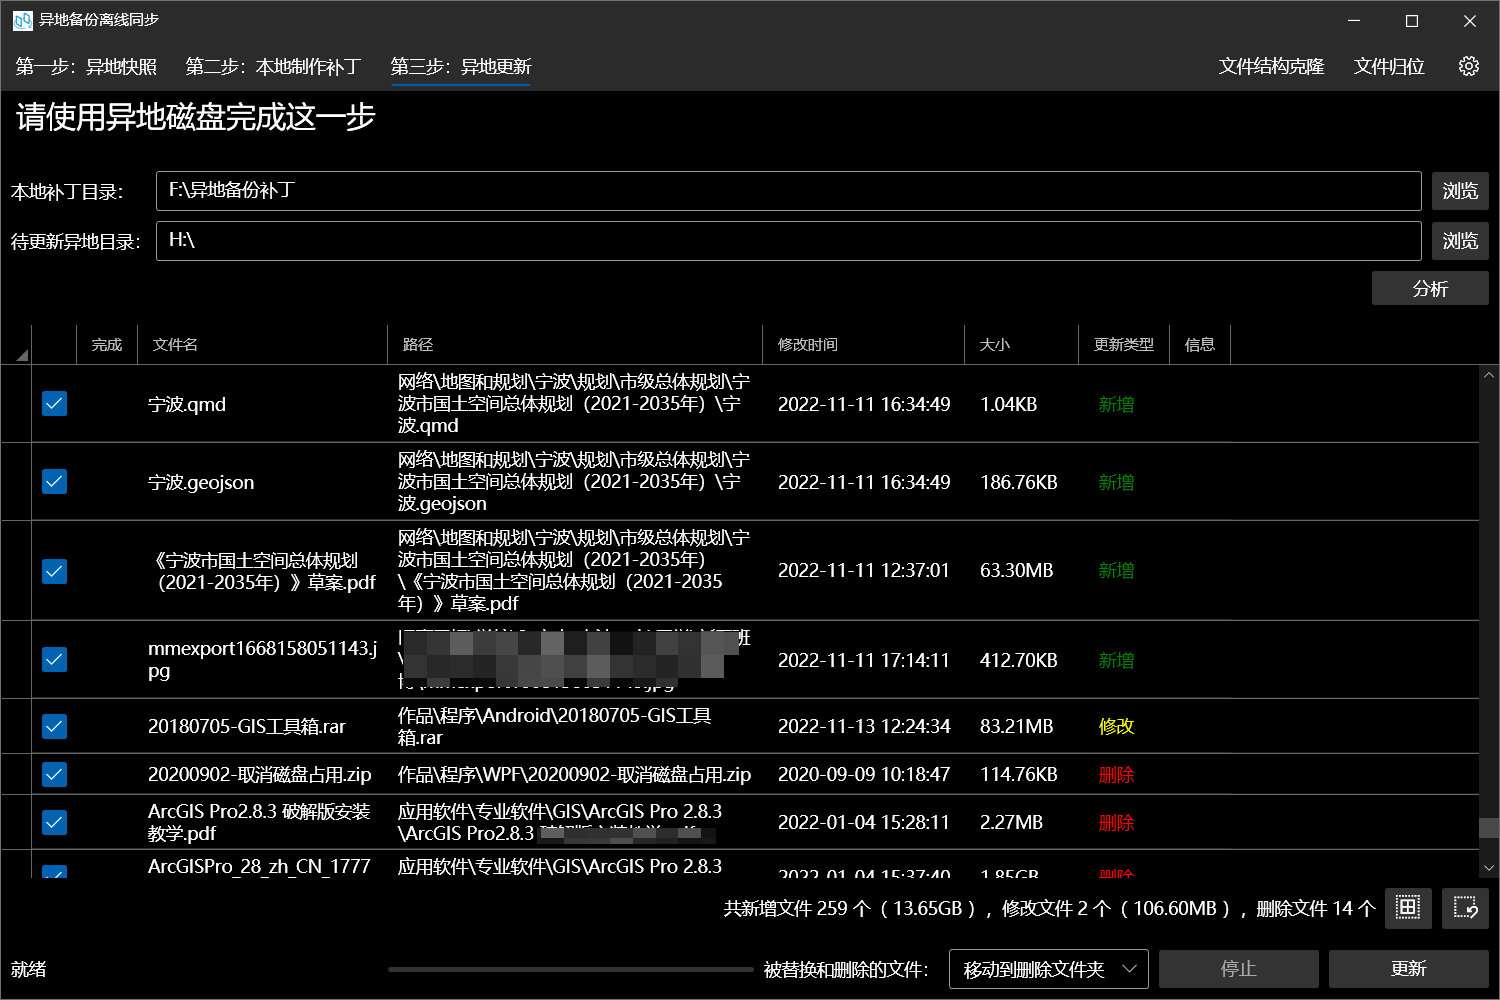 异地备份离线同步
第一步：异地快照 第二步：本地制作补丁 第三步：异地更新 文件结构克隆 文件归位
请使用异地磁盘完成这一步
本地补丁目录： F:\异地备份补丁 浏览
待更新异地目录： H:\ 浏览
分析
完成 文件名 路径 修改时间 大小 更新类型 信息
网络\地图和规划\宁波\规划\市级总体规划\宁
宁波.qmd 波市国土空间总体规划（2021-2035年）\宁 2022-11-11 16:34:49 1.04KB 新增
波.qmd
网络\地图和规划\宁波\规划\市级总体规划\宁
宁波.geojson 波市国土空间总体规划（2021-2035年）\宁 2022-11-11 16:34:49 186.76KB 新增
波.geojson
网络\地图和规划\宁波\规划\市级总体规划\宁
《宁波市国土空间总体规划 波市国土空间总体规划（2021-2035年）
（2021-2035年）》草案.pdf \《宁波市国土空间总体规划（2021-2035 2022-11-11 12:37:01 63.30MB 新增
年）》草案.pdf
mmexport1668158051143.j 班
pg 2022-11-11 17:14:11 412.70KB 新增
作品\程序\Android\20180705-GIS工具
20180705-GIS工具箱.rar 箱.rar 2022-11-13 12:24:34 83.21MB 修改
20200902-取消磁盘占用.zip 作品\程序\WPF\20200902-取消磁盘占用.zip 2020-09-09 10:18:47 114.76KB 删除
ArcGIS Pro2.8.3 破解版安装 应用软件\专业软件\GIS\ArcGIS Pro 2.8.3
教学.pdf \ArcGIS Pro2.8.3 2022-01-04 15:28:11 2.27MB 删除
ArcGISPro_28_zh_CN_1777 应用软件\专业软件\GIS\ArcGIS Pro 2.8.3
2022-01-04 15:37:40 1.85GB 删除
共新增文件 259 个（ 13.65GB ），修改文件 2 个（ 106.60MB ），删除文件 14 个
就绪 被替换和删除的文件： 移动到删除文件夹 停止 更新